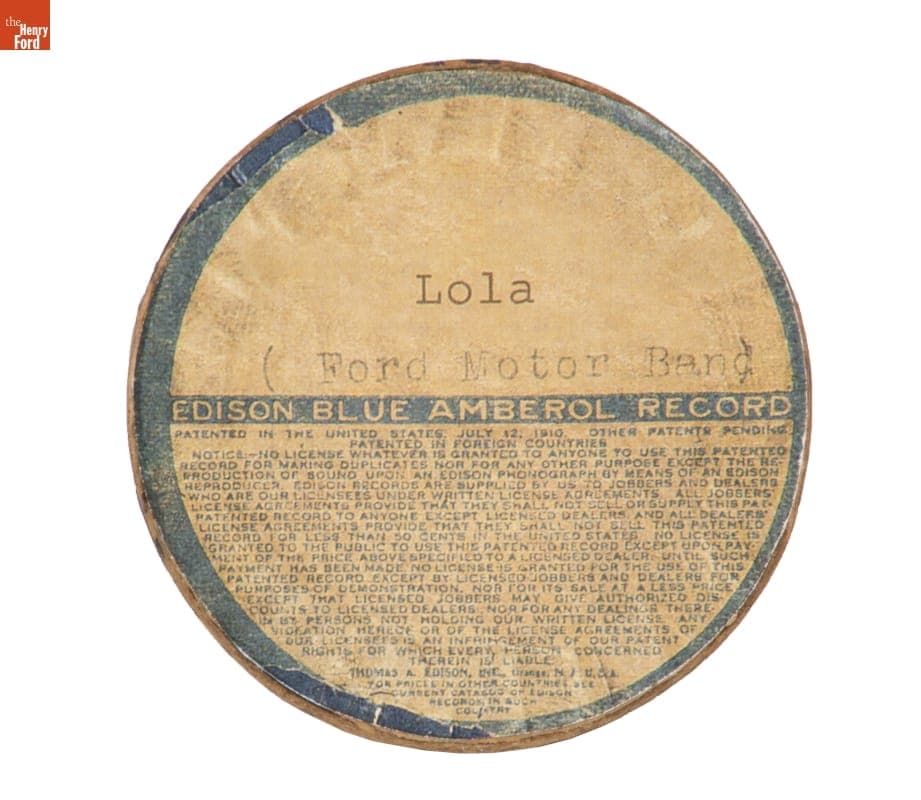 the
Henry
Ford
Lola
( Ford Motor Band
EDISON BLUE AMBEROL RECORD
PATENTED IN THE UNITED STATES, JULY 12, 1910. OTHER PATENTS PENDING.
PATENTED IN FOREIGN COUNTRIES
NOTICE:-NO LICENSE WHATEVER IS GRANTED TO ANYONE TO USE THIS PATENTED
RECORD FOR MAKING DUPLICATES NOR FOR ANY OTHER PURPOSE EXCEPT THE RE-
PRODUCTION OF SOUND UPON AN EDISON PHONOGRAPH BY MEANS OF AN EDISON
REPRODUCER. EDISON RECORDS ARE SUPPLIED BY US TO JOBBERS AND DEALERS
WHO ARE OUR LICENSEES UNDER WRITTEN LICENSE AGREEMENTS. ALL JOBBERS'
LICENSE AGREEMENTS PROVIDE THAT THEY SHALL NOT SELL OR SUPPLY THIS PAT-
PATENTED RECORD TO ANYONE EXCEPT LICENSED DEALERS, AND ALL DEALERS'
LICENSE AGREEMENTS PROVIDE THAT THEY SHALL NOT SELL THIS PATENTED
RECORD FOR LESS THAN 50 CENTS IN THE UNITED STATES. NO LICENSE IS
GRANTED TO THE PUBLIC TO USE THIS PATENTED RECORD EXCEPT UPON PAY-
MENT OF THE PRICE ABOVE SPECIFIED TO A LICENSED DEALER. UNTIL SUCH
PAYMENT HAS BEEN MADE NO LICENSE IS GRANTED FOR THE USE OF THIS
PATENTED RECORD EXCEPT BY LICENSED JOBBERS AND DEALERS FOR
PURPOSES OF DEMONSTRATION, NOR FOR ITS SALE AT A LESS PRICE
EXCEPT THAT LICENSED JOBBERS MAY GIVE AUTHORIZED DIS-
COUNTS TO LICENSED DEALERS, NOR FOR ANY DEALINGS THERE-
IN BY PERSONS NOT HOLDING OUR WRITTEN LICENSE. ANY
VIOLATION HEREOF OR OF THE LICENSE AGREEMENTS OF
OUR LICENSEES IS AN INFRINGEMENT OF OUR PATENT
RIGHTS FOR WHICH EVERY PERSON CONCERNED
THEREIN IS LIABLE.
THOMAS A. EDISON, INC., Orange, N. J. U.S.A.
FOR PRICE IN OTHER COUNTRIES SEE
CURRENT CATALOG OF EDISON
RECORDS IN SUCH
COUNTRY